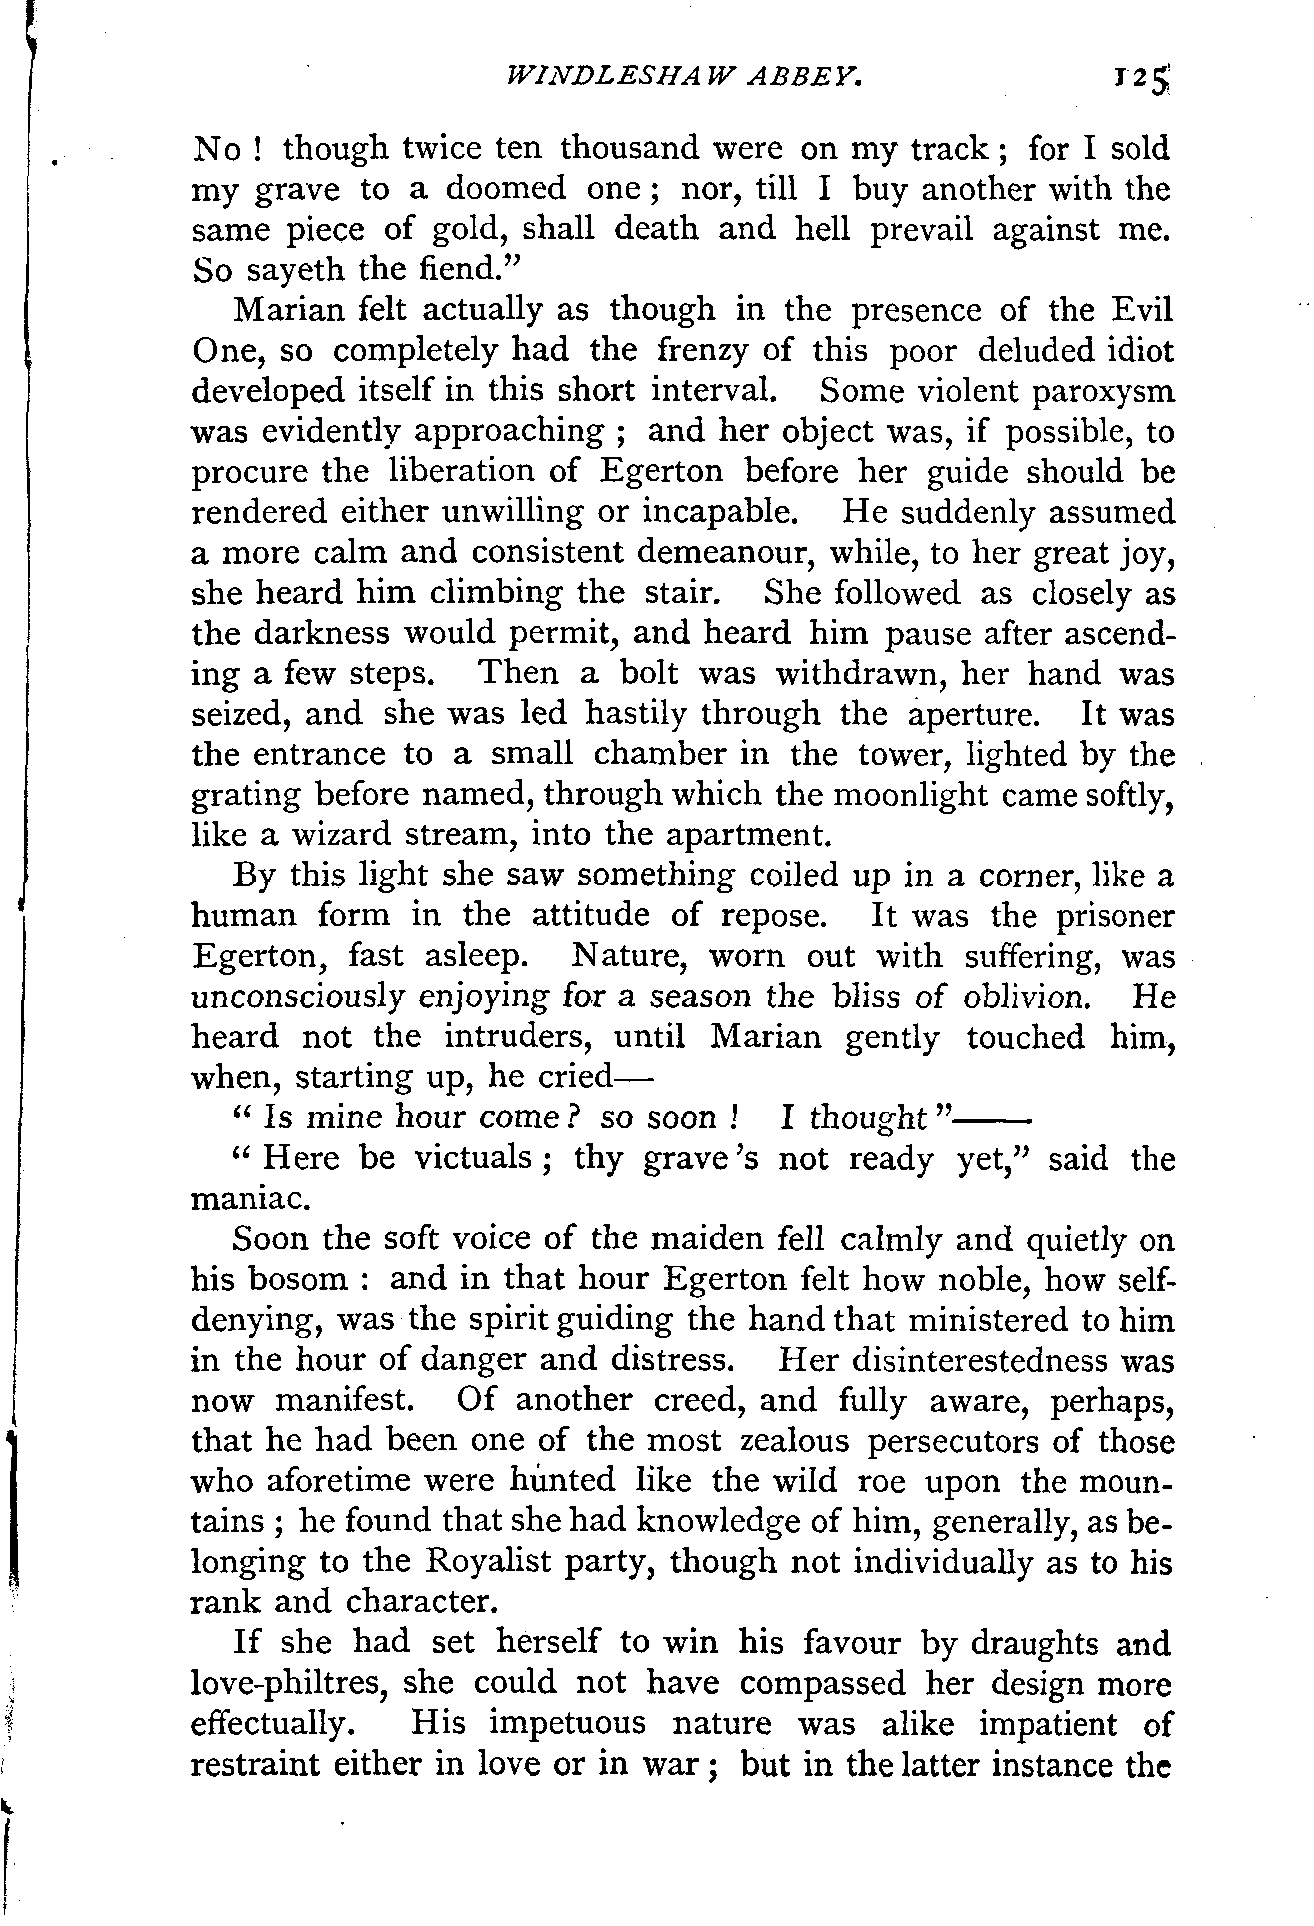 WINDLESHAW ABBEY. 125
No ! though twice ten thousand were on my track ; for I sold
my grave to a doomed one ; nor, till I buy another with the
same piece of gold, shall death and hell prevail against me.
So sayeth the fiend.”
Marian felt actually as though in the presence of the Evil
One, so completely had the frenzy of this poor deluded idiot
developed itself in this short interval. Some violent paroxysm
was evidently approaching ; and her object was, if possible, to
procure the liberation of Egerton before her guide should be
rendered either unwilling or incapable. He suddenly assumed
a more calm and consistent demeanour, while, to her great joy,
she heard him climbing the stair. She followed as closely as
the darkness would permit, and heard him pause after ascend-
ing a few steps. Then a bolt was withdrawn, her hand was
seized, and she was led hastily through the aperture. It was
the entrance to a small chamber in the tower, lighted by the
grating before named, through which the moonlight came softly,
like a wizard stream, into the apartment.
By this light she saw something coiled up in a corner, like a
human form in the attitude of repose. It was the prisoner
Egerton, fast asleep. Nature, worn out with suffering, was
unconsciously enjoying for a season the bliss of oblivion. He
heard not the intruders, until Marian gently touched him,
when, starting up, he cried—
“ Is mine hour come ? so soon ! I thought ”——
“ Here be victuals ; thy grave ’s not ready yet,” said the
maniac.
Soon the soft voice of the maiden fell calmly and quietly on
his bosom : and in that hour Egerton felt how noble, how self-
denying, was the spirit guiding the hand that ministered to him
in the hour of danger and distress. Her disinterestedness was
now manifest. Of another creed, and fully aware, perhaps,
that he had been one of the most zealous persecutors of those
who aforetime were hunted like the wild roe upon the moun-
tains ; he found that she had knowledge of him, generally, as be-
longing to the Royalist party, though not individually as to his
rank and character.
If she had set herself to win his favour by draughts and
love-philtres, she could not have compassed her design more
effectually. His impetuous nature was alike impatient of
restraint either in love or in war ; but in the latter instance the